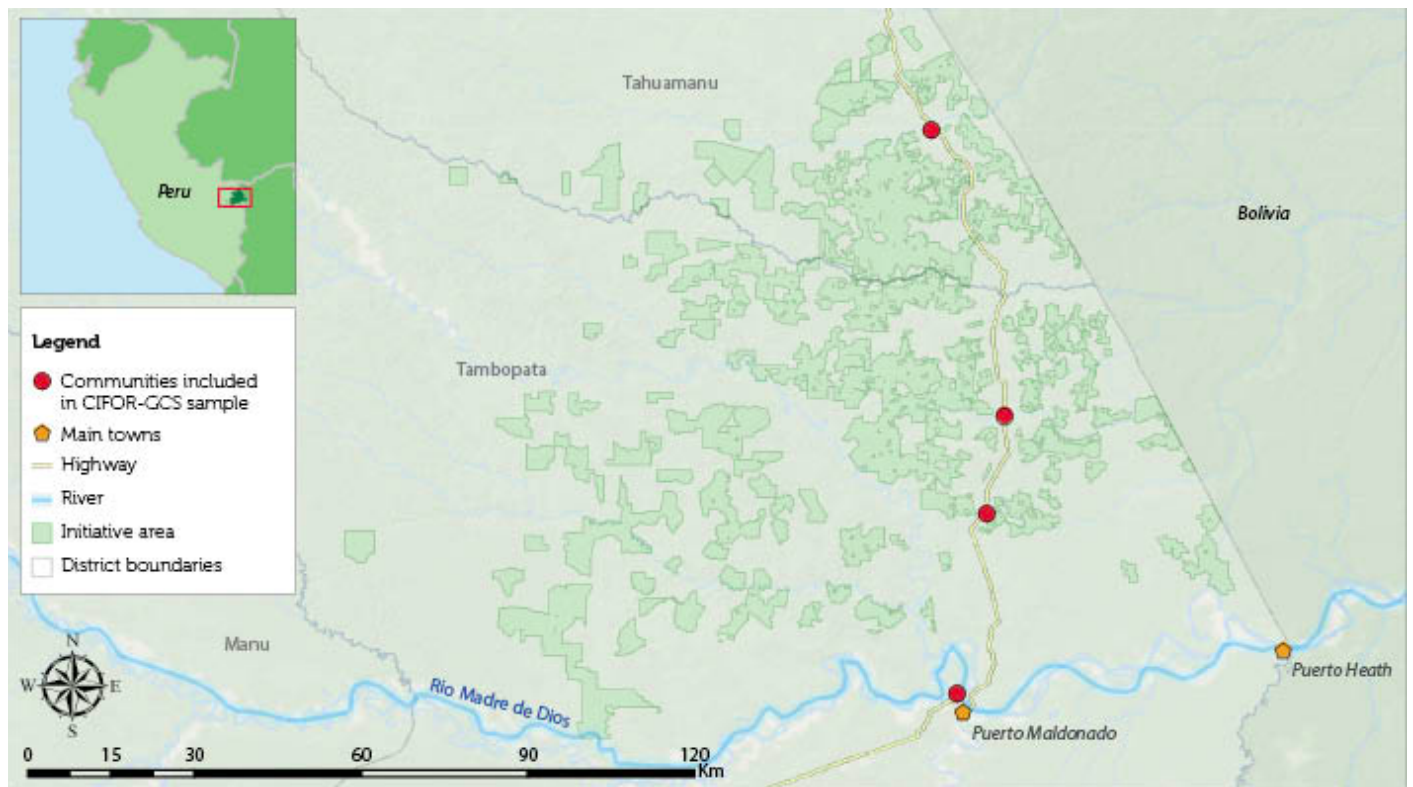 Tahuamanu
Peru
Bolivia
Legend
Communities included
in CIFOR-GCS sample
Main towns
Highway
River
Initiative area
District boundaries
Tambopata
Manu
N
W
E
S
Río Madre de Dios
Puerto Heath
Puerto Maldonado
0 15 30 60 90 120
Km